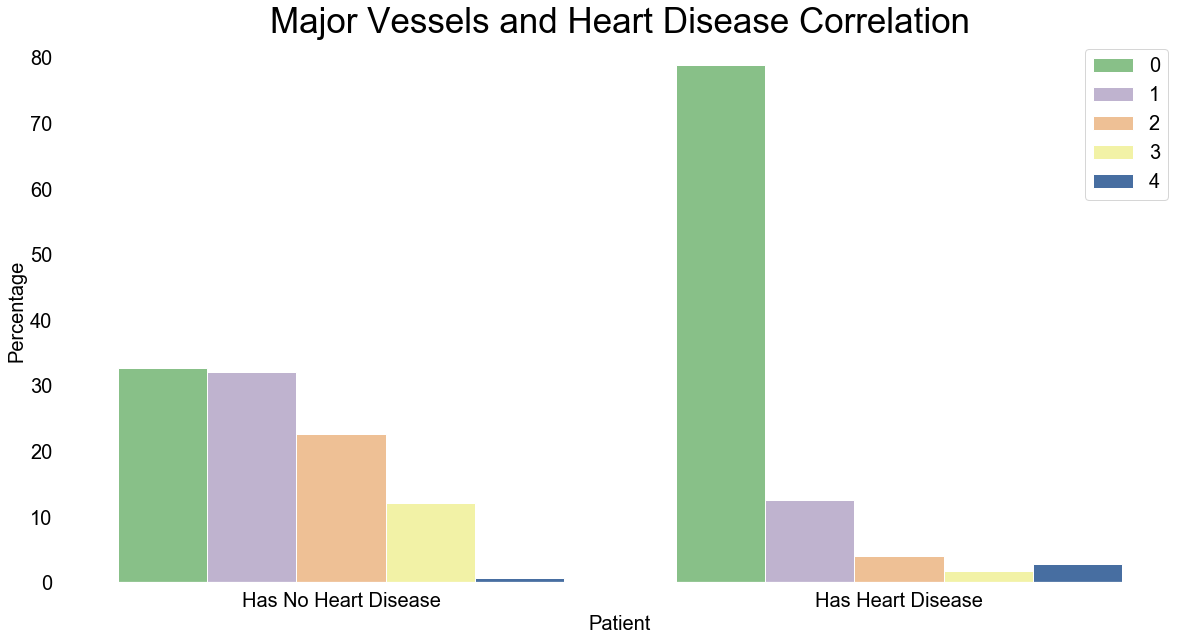 Major Vessels and Heart Disease Correlation
80
70
60
50
40
30
20
10
0
Percentage
0
1
2
3
4
Has No Heart Disease
Has Heart Disease
Patient